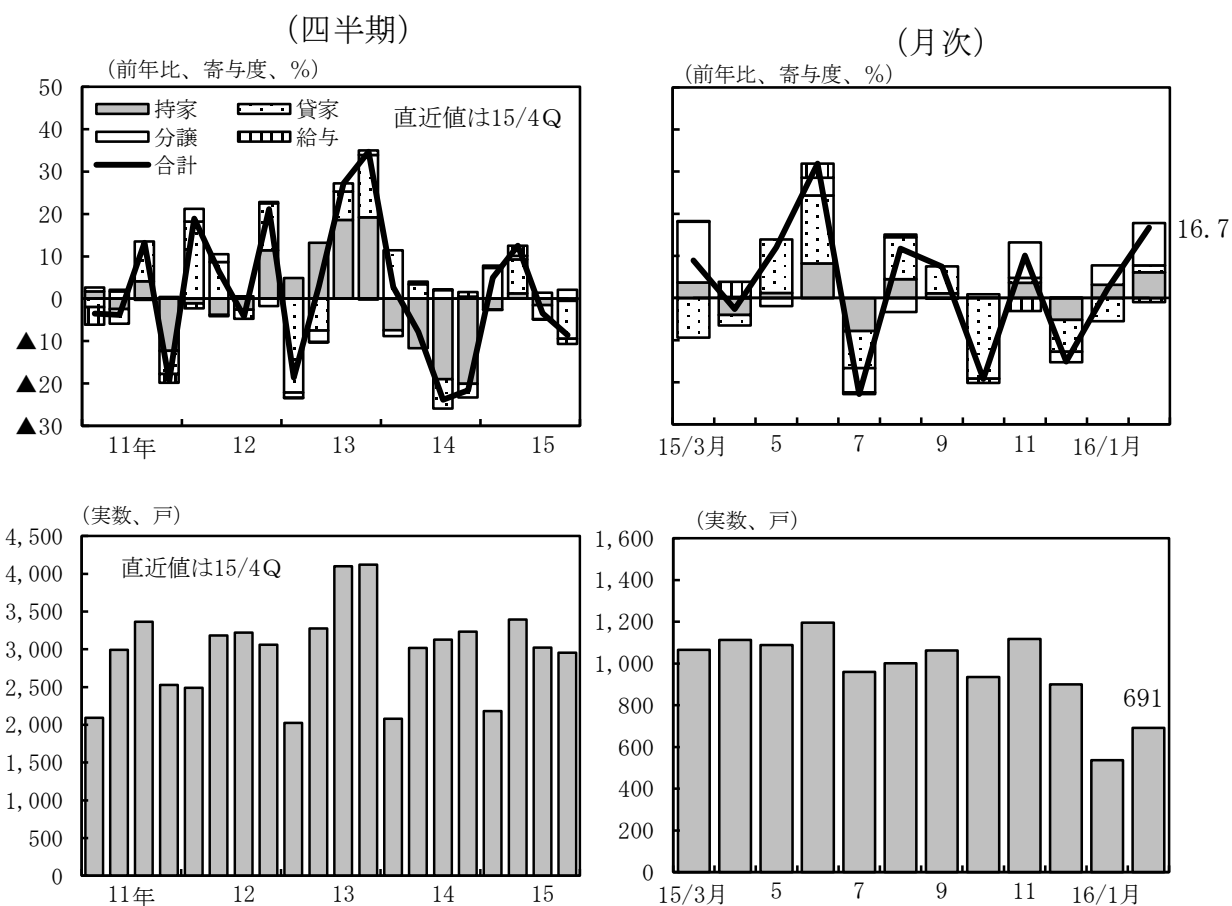 (四半期)
(前年比、寄与度、%)
50
40
30
20
10
0
▲10
▲20
▲30
持家
貸家
分譲
給与
合計
直近値は15/4Q
11年
12
13
14
15
(月次)
(前年比、寄与度、%)
16.7
15/3月
5
7
9
11
16/1月
(実数、戸)
4,500
4,000
3,500
3,000
2,500
2,000
1,500
1,000
500
0
直近値は15/4Q
11年
12
13
14
15
(実数、戸)
1,600
1,400
1,200
1,000
800
600
400
200
0
691
15/3月
5
7
9
11
16/1月